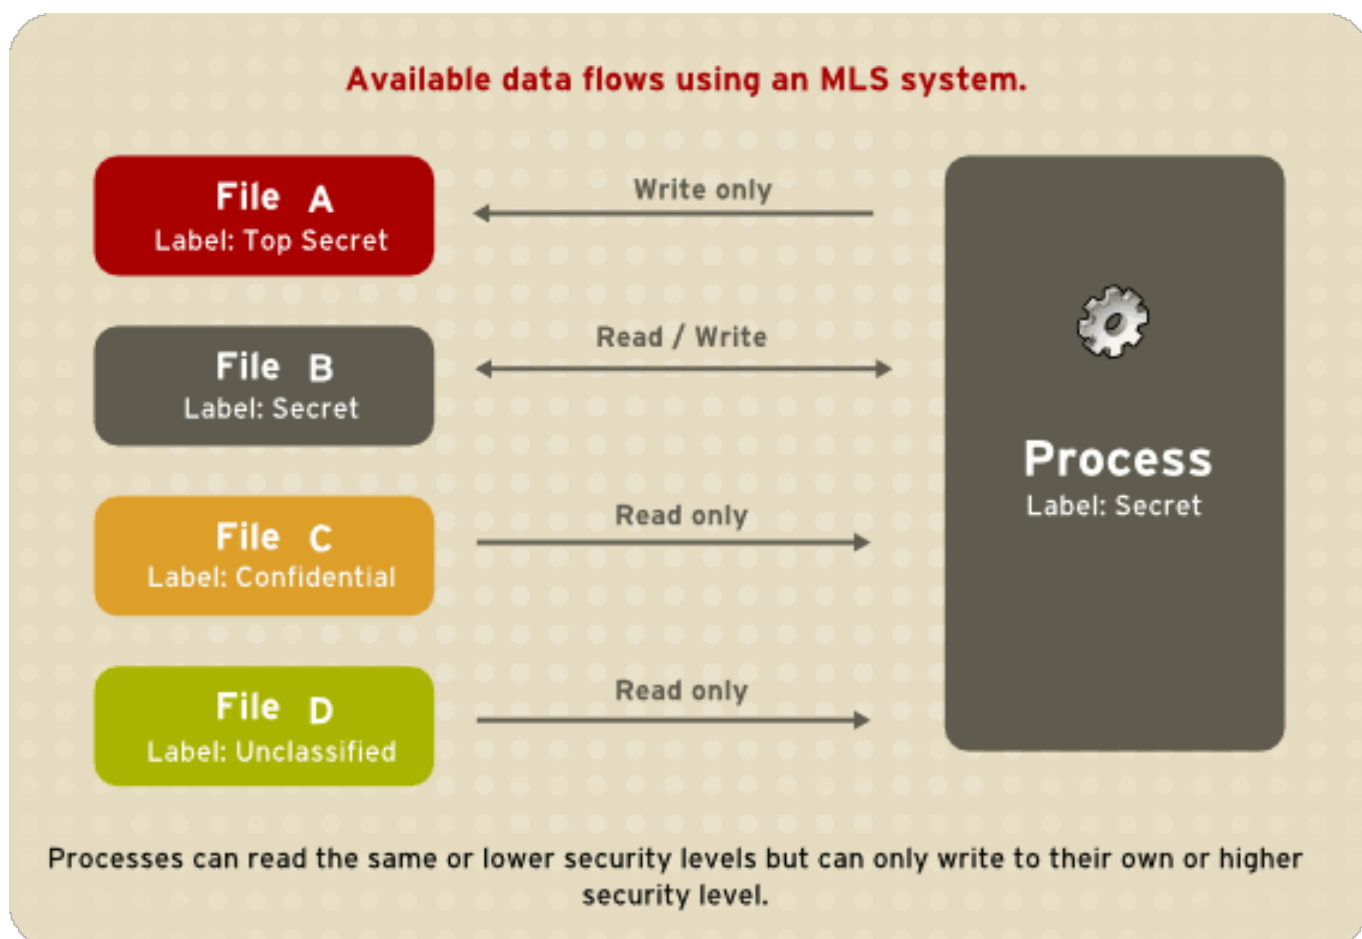 Available data flows using an MLS system.
File A
Label: Top Secret
Write only
File B
Label: Secret
Read / Write
File C
Label: Confidential
Read only
File D
Label: Unclassified
Read only
Process
Label: Secret
Processes can read the same or lower security levels but can only write to their own or higher
security level.